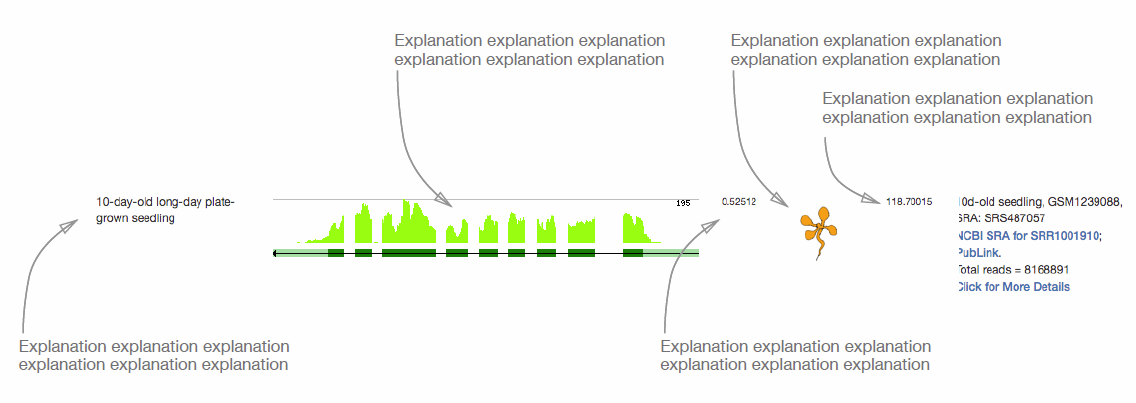 Explanation explanation explanation
explanation explanation explanation
Explanation explanation explanation
explanation explanation explanation
Explanation explanation explanation
explanation explanation explanation
10-day-old long-day plate-
grown seedling
195
0.52512
118.70015
10d-old seedling, GSM1239088,
SRA: SRS487057
NCBI SRA for SRR1001910;
PubLink.
Total reads = 8168891
Click for More Details
Explanation explanation explanation
explanation explanation explanation
Explanation explanation explanation
explanation explanation explanation